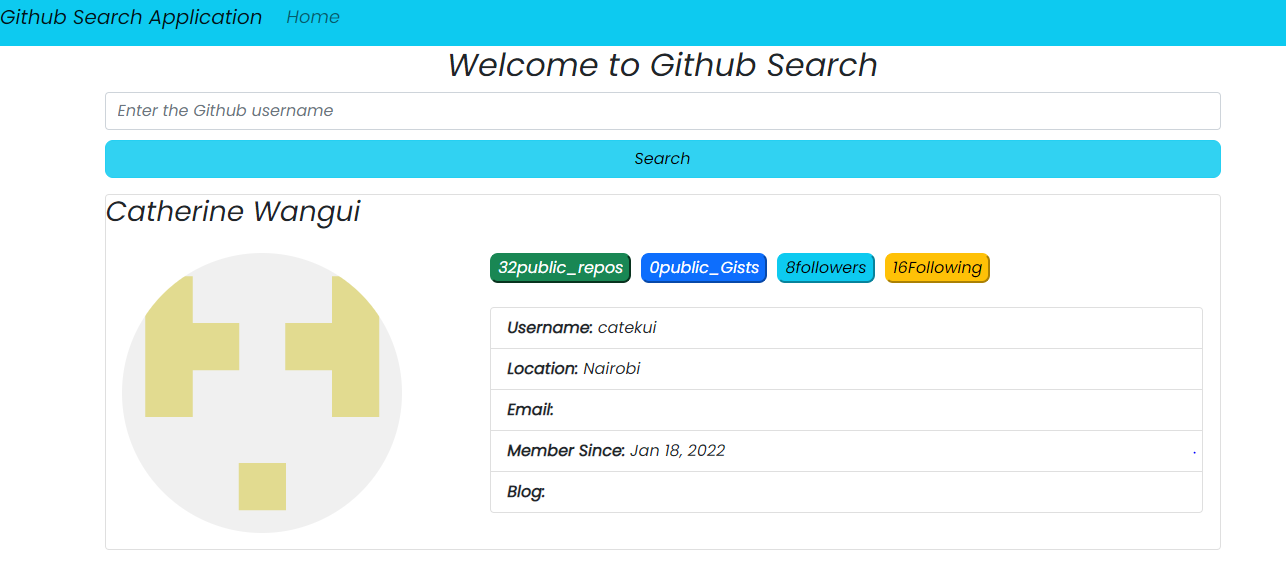 Github Search Application Home
Welcome to Github Search
Enter the Github username
Search
Catherine Wangui
32public_repos 0public_Gists 8followers 16Following
Username: catekui
Location: Nairobi
Email:
Member Since: Jan 18, 2022
Blog: